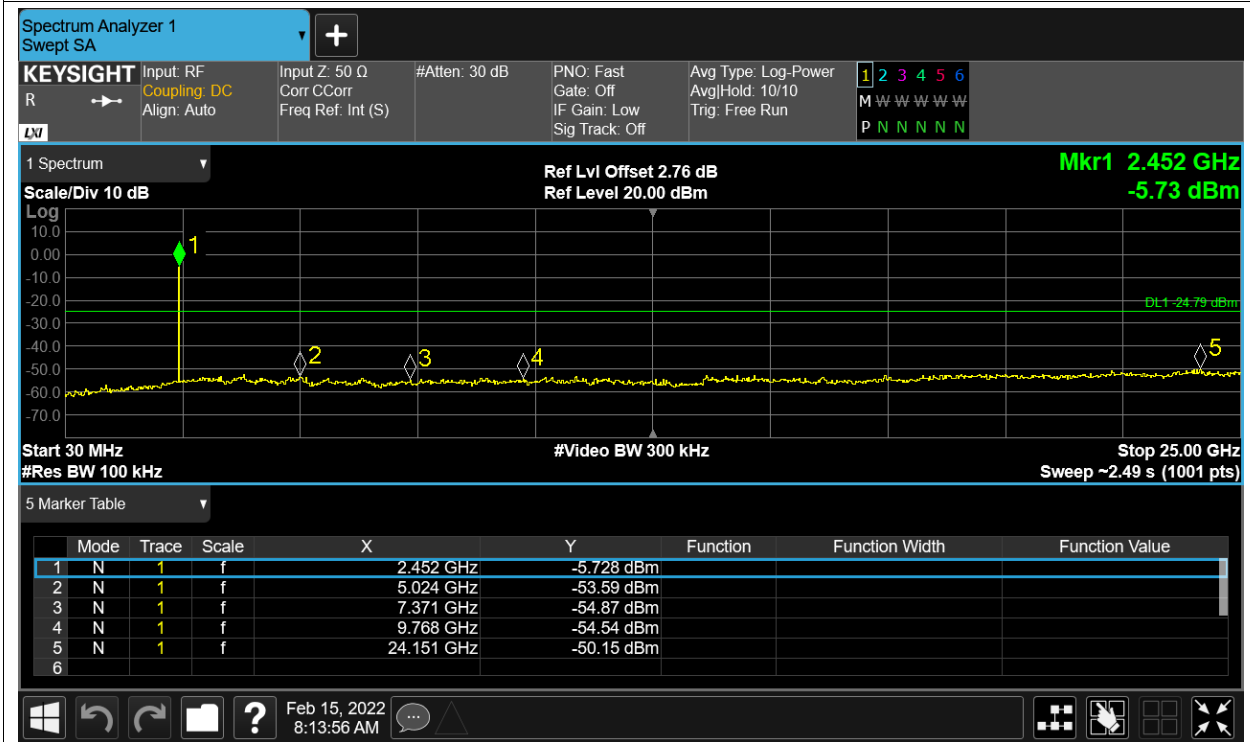 Spectrum Analyzer 1
Swept SA
+
KEYSIGHT Input: RF Input Z: 50 Ω #Atten: 30 dB PNO: Fast Avg Type: Log-Power 1 2 3 4 5 6
R Coupling: DC Corr CCorr Gate: Off Avg|Hold: 10/10 M W W W W W
Align: Auto Freq Ref: Int (S) IF Gain: Low Trig: Free Run
LXI Sig Track: Off P N N N N N
1 Spectrum Ref Lvl Offset 2.76 dB Mkr1 2.452 GHz
Scale/Div 10 dB Ref Level 20.00 dBm -5.73 dBm
Log
10.0
0.00 1
-10.0
-20.0 DL1 -24.79 dBm
-30.0
-40.0 2 3 4 5
-50.0
-60.0
-70.0
Start 30 MHz #Video BW 300 kHz Stop 25.00 GHz
#Res BW 100 kHz Sweep ~2.49 s (1001 pts)
5 Marker Table
Mode Trace Scale X Y Function Function Width Function Value
1 N 1 f 2.452 GHz -5.728 dBm
2 N 1 f 5.024 GHz -53.59 dBm
3 N 1 f 7.371 GHz -54.87 dBm
4 N 1 f 9.768 GHz -54.54 dBm
5 N 1 f 24.151 GHz -50.15 dBm
6
? Feb 15, 2022
8:13:56 AM